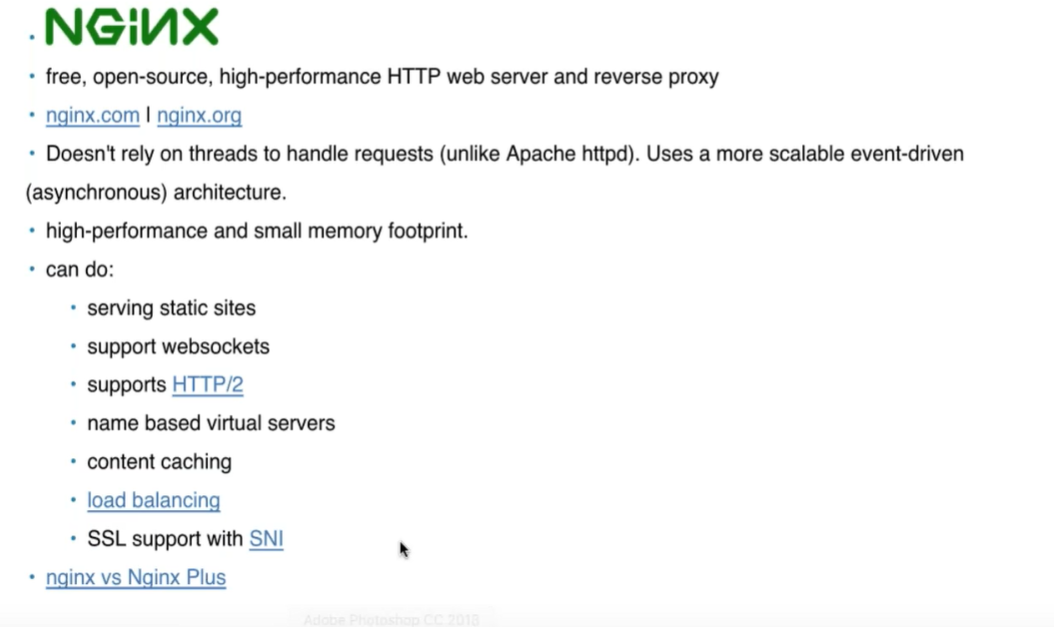 NGINX
free, open-source, high-performance HTTP web server and reverse proxy
nginx.com | nginx.org
Doesn't rely on threads to handle requests (unlike Apache httpd). Uses a more scalable event-driven
(asynchronous) architecture.
high-performance and small memory footprint.
can do:
serving static sites
support websockets
supports HTTP/2
name based virtual servers
content caching
load balancing
SSL support with SNI
nginx vs Nginx Plus
Adobe Photoshop CC 2018